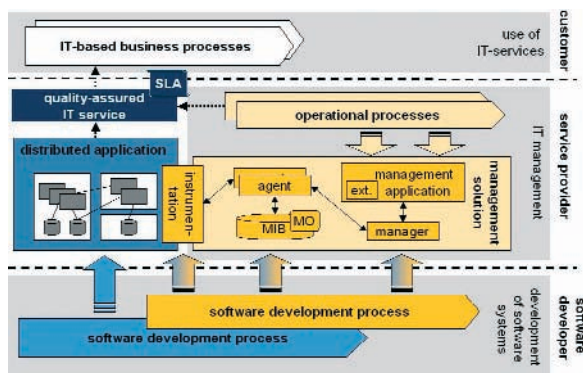 IT-based business processes
use of
IT-services
customer
SLA
quality-assured
IT service
operational processes
distributed application
instrumen-
tation
agent
MO
MIB
management
application
ext.
manager
management
solution
IT management
service provider
software development process
software development process
development
of software
systems
software
developer